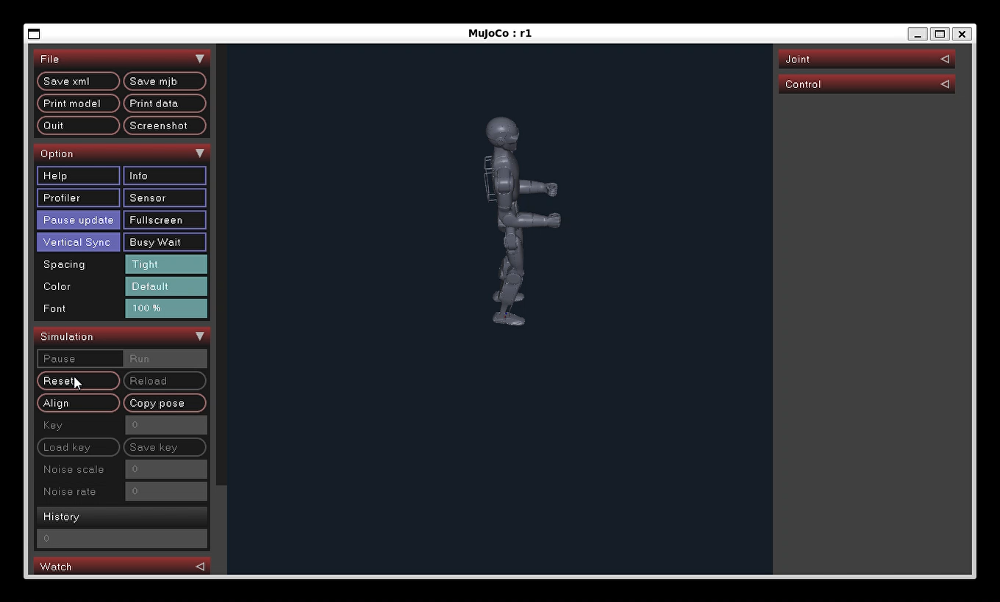 MuJoCo : r1
File
Save xml Save mjb
Print model Print data
Quit Screenshot
Option
Help Info
Profiler Sensor
Pause update Fullscreen
Vertical Sync Busy Wait
Spacing Tight
Color Default
Font 100 %
Simulation
Pause Run
Reset Reload
Align Copy pose
Key 0
Load key Save key
Noise scale 0
Noise rate 0
History
0
Watch
Joint
Control